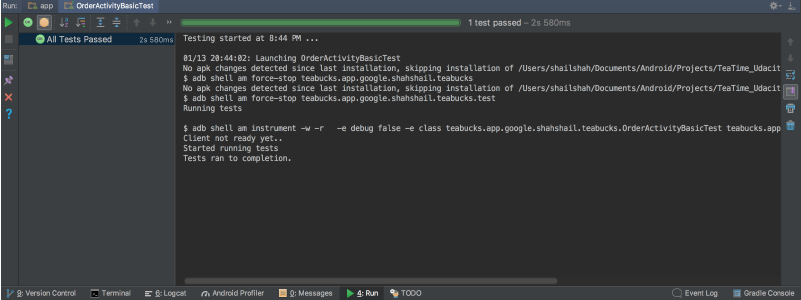 Run: app OrderActivityBasicTest
1 test passed – 2s 580ms
All Tests Passed 2s 580ms
Testing started at 8:44 PM ...
01/13 20:44:02: Launching OrderActivityBasicTest
No apk changes detected since last installation, skipping installation of /Users/shailshah/Documents/Android/Projects/TeaTime_Udacit
$ adb shell am force-stop teabucks.app.google.shahshail.teabucks
No apk changes detected since last installation, skipping installation of /Users/shailshah/Documents/Android/Projects/TeaTime_Udacit
$ adb shell am force-stop teabucks.app.google.shahshail.teabucks.test
Running tests
$ adb shell am instrument -w -r   -e debug false -e class teabucks.app.google.shahshail.teabucks.OrderActivityBasicTest teabucks.app
Client not ready yet..
Started running tests
Tests ran to completion.
9: Version Control Terminal 6: Logcat Android Profiler 0: Messages 4: Run TODO Event Log Gradle Console